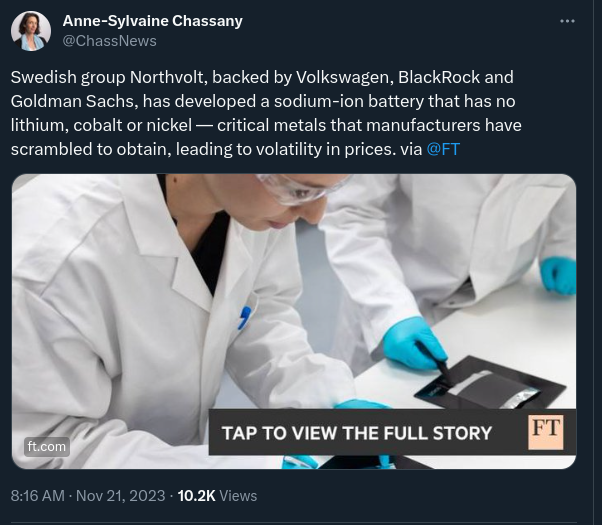 Anne-Sylvaine Chassany
@ChassNews
Swedish group Northvolt, backed by Volkswagen, BlackRock and
Goldman Sachs, has developed a sodium-ion battery that has no
lithium, cobalt or nickel — critical metals that manufacturers have
scrambled to obtain, leading to volatility in prices. via @FT
TAP TO VIEW THE FULL STORY
FT
ft.com
8:16 AM · Nov 21, 2023 · 10.2K Views